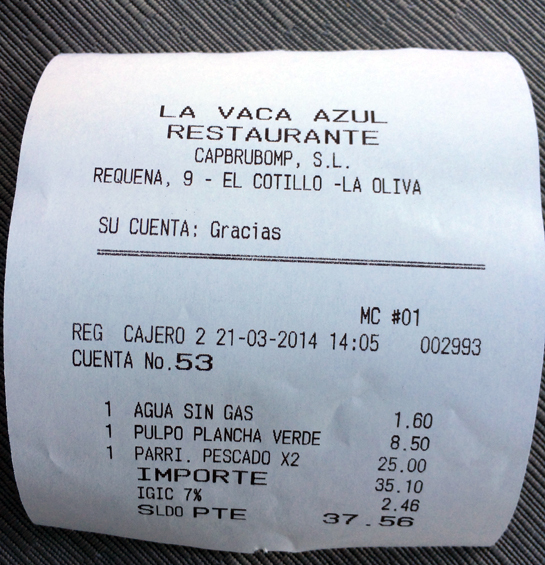 LA VACA AZUL
RESTAURANTE
CAPBRUBOMP, S.L.
REQUENA, 9 - EL COTILLO -LA OLIVA
SU CUENTA: Gracias
MC #01
REG CAJERO 2 21-03-2014 14:05 002993
CUENTA No.53
1 AGUA SIN GAS 1.60
1 PULPO PLANCHA VERDE 8.50
1 PARRI. PESCADO X2 25.00
IMPORTE 35.10
IGIC 7% 2.46
SLDO PTE 37.56